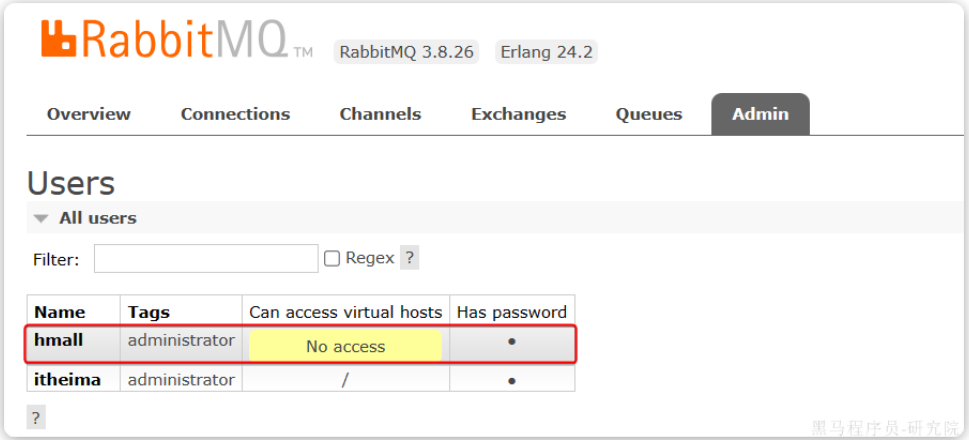 RabbitMQ TM RabbitMQ 3.8.26 Erlang 24.2
Overview Connections Channels Exchanges Queues Admin
Users
All users
Filter: Regex ?
Name Tags Can access virtual hosts Has password
hmall administrator No access ●
itheima administrator / ●
?
黑马程序员-研究院